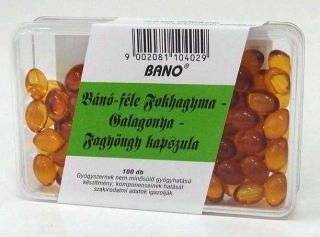 9 002081 104029
BANO®
Bánó-féle Fokhagyma -
Galagonya -
Fagyöngy kapszula
100 db
Gyógyszernek nem minősülő gyógyhatású
készítmény, komponenseinek hatását
szakirodalmi adatok igazolják.